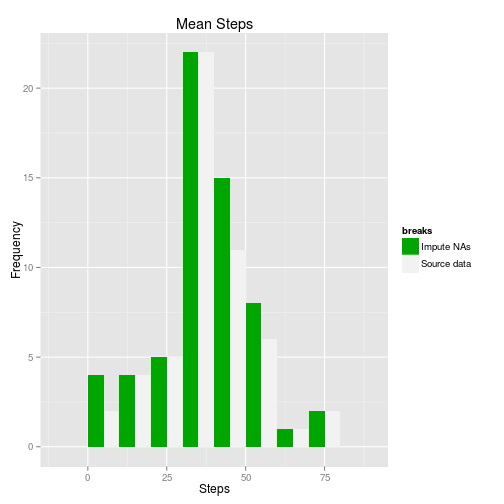 Mean Steps
20
15
10
5
0
Frequency
0 25 50 75
Steps
breaks
Impute NAs
Source data